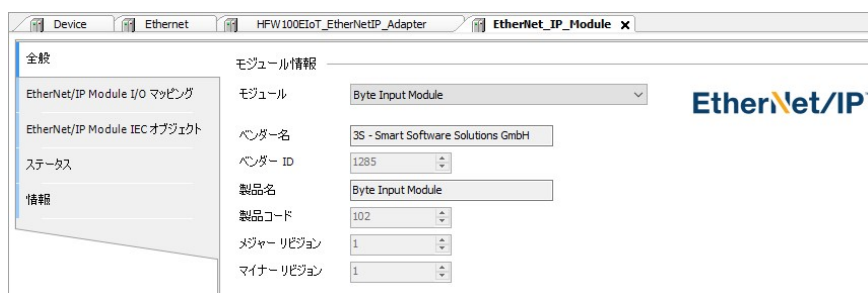 Device Ethernet HFW100EIoT_EtherNetIP_Adapter EtherNet_IP_Module X
全般
EtherNet/IP Module I/O マッピング
EtherNet/IP Module IEC オブジェクト
ステータス
情報
モジュール情報
モジュール Byte Input Module
EtherNet/IP
ベンダー名 3S - Smart Software Solutions GmbH
ベンダー ID 1285
製品名 Byte Input Module
製品コード 102
メジャー リビジョン 1
マイナー リビジョン 1